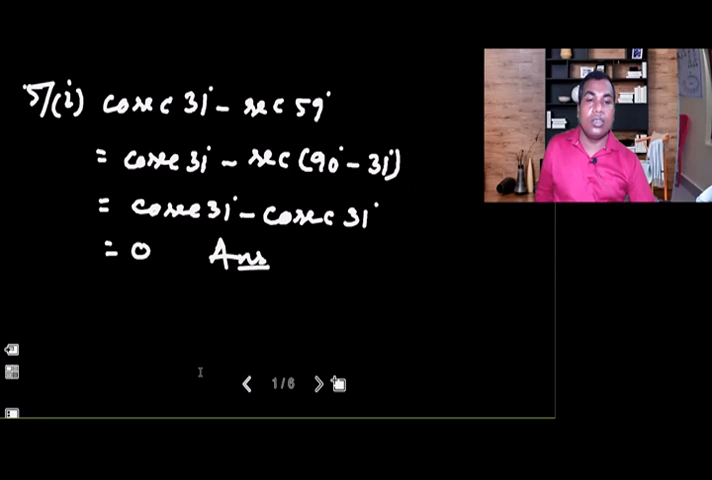 5/(i) cosec 31° - sec 59°
= cosec 31° - sec (90° - 31°)
= cosec 31° - cosec 31°
= 0 Ans
1/6